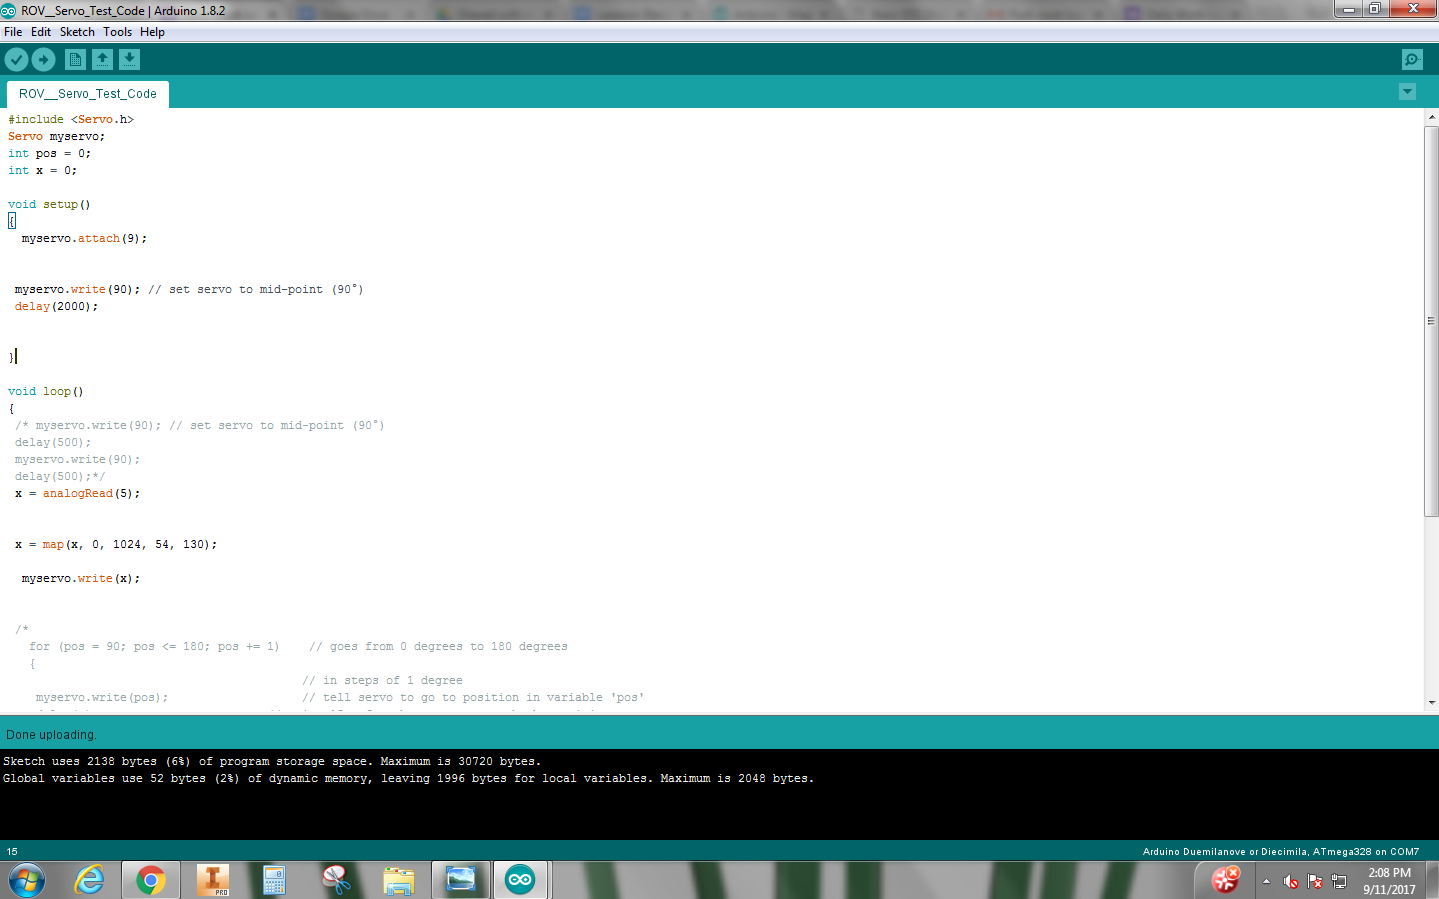 ROV__Servo_Test_Code | Arduino 1.8.2
File Edit Sketch Tools Help
ROV__Servo_Test_Code
#include <Servo.h>
Servo myservo;
int pos = 0;
int x = 0;
void setup()
{
myservo.attach(9);
myservo.write(90); // set servo to mid-point (90°)
delay(2000);
}
void loop()
{
/* myservo.write(90); // set servo to mid-point (90°)
delay(500);
myservo.write(90);
delay(500);*/
x = analogRead(5);
x = map(x, 0, 1024, 54, 130);
myservo.write(x);
/*
for (pos = 90; pos <= 180; pos += 1) // goes from 0 degrees to 180 degrees
{
// in steps of 1 degree
myservo.write(pos); // tell servo to go to position in variable 'pos'
Done uploading.
Sketch uses 2138 bytes (6%) of program storage space. Maximum is 30720 bytes.
Global variables use 52 bytes (2%) of dynamic memory, leaving 1996 bytes for local variables. Maximum is 2048 bytes.
15
Arduino Duemilanove or Diecimila, ATmega328 on COM7
PRO
2:08 PM
9/11/2017